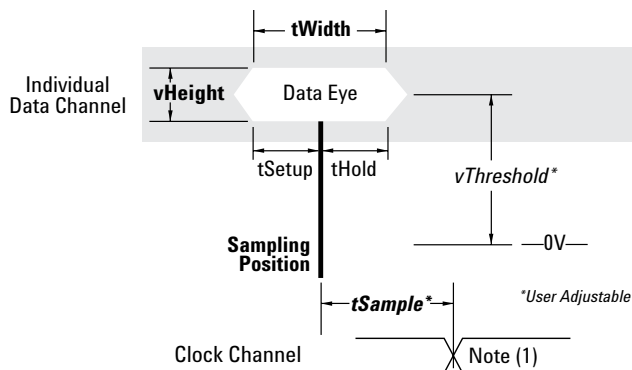 tWidth
Individual
Data Channel
vHeight
Data Eye
tSetup
tHold
vThreshold*
Sampling
Position
0V
tSample*
*User Adjustable
Clock Channel
Note (1)